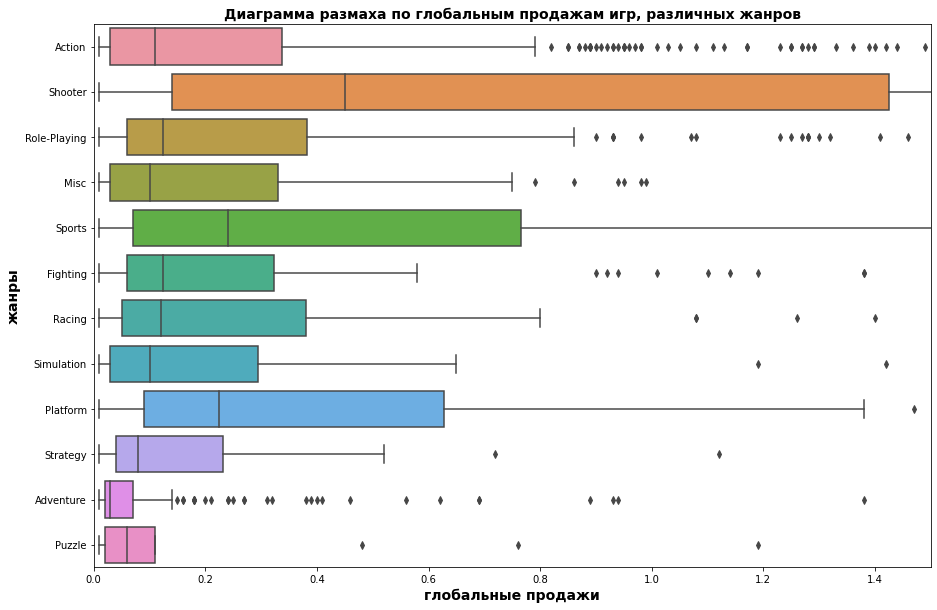 Диаграмма размаха по глобальным продажам игр, различных жанров
жанры
Action
Shooter
Role-Playing
Misc
Sports
Fighting
Racing
Simulation
Platform
Strategy
Adventure
Puzzle
0.0 0.2 0.4 0.6 0.8 1.0 1.2 1.4
глобальные продажи